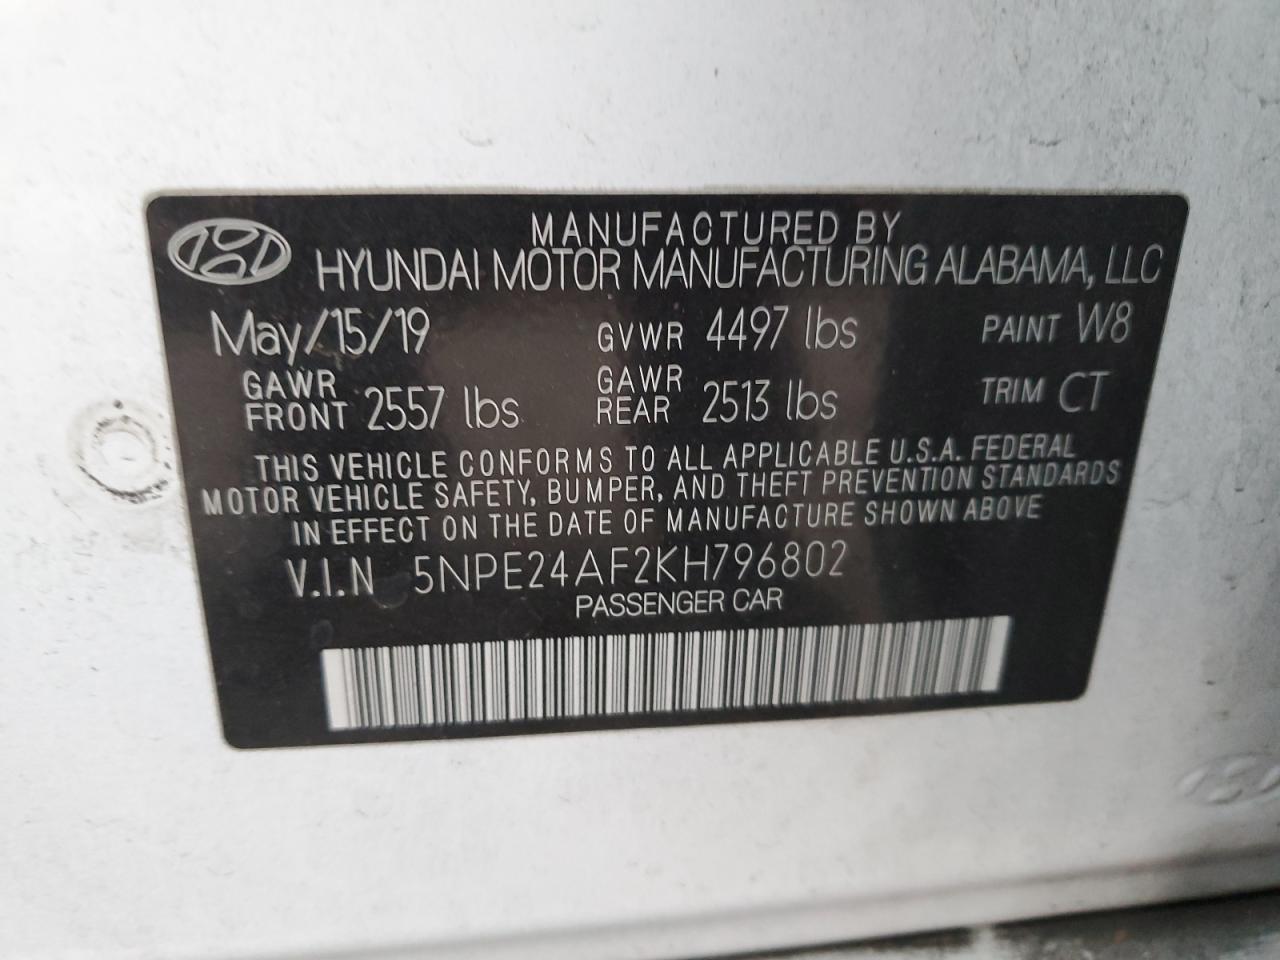 MANUFACTURED BY
HYUNDAI MOTOR MANUFACTURING ALABAMA, LLC
May/15/19 GVWR 4497 lbs PAINT W8
GAWR FRONT 2557 lbs GAWR REAR 2513 lbs TRIM CT
THIS VEHICLE CONFORMS TO ALL APPLICABLE U.S.A. FEDERAL
MOTOR VEHICLE SAFETY, BUMPER, AND THEFT PREVENTION STANDARDS
IN EFFECT ON THE DATE OF MANUFACTURE SHOWN ABOVE
V.I.N 5NPE24AF2KH796802
PASSENGER CAR